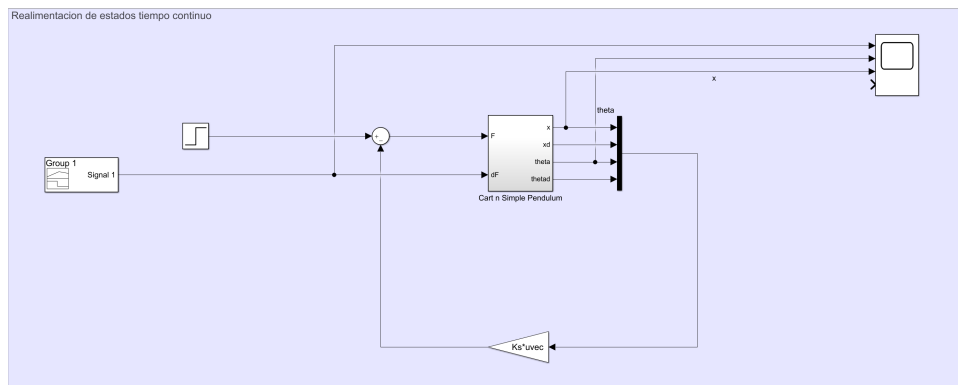 Realimentacion de estados tiempo continuo
x
theta
+
-
F
dF
x
xd
theta
thetad
Cart n Simple Pendulum
Group 1
Signal 1
Ks*uvec